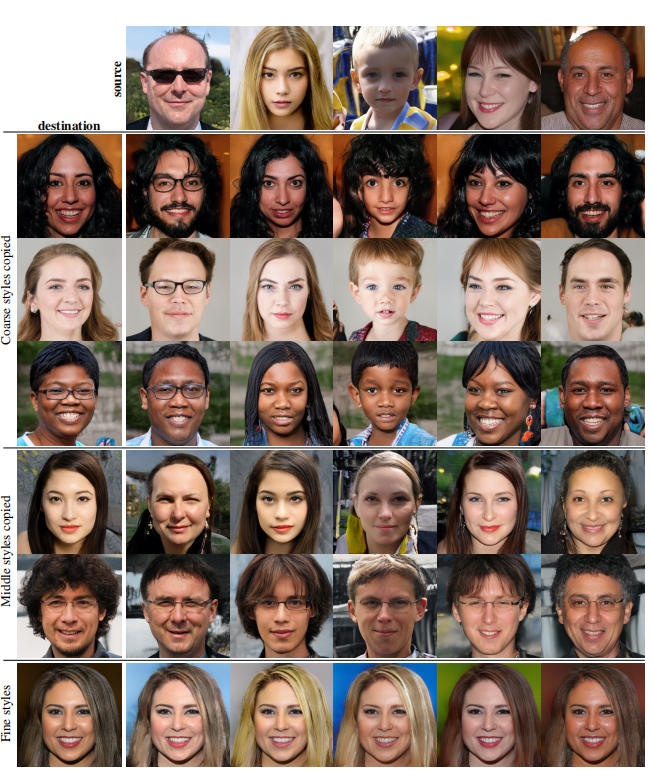 source
destination
Coarse styles copied
Middle styles copied
Fine styles